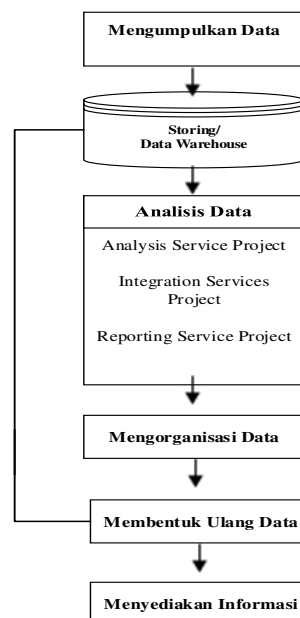 Mengumpulkan Data
Storing/
Data Warehouse
Analisis Data
Analysis Service Project
Integration Services
Project
Reporting Service Project
Mengorganisasi Data
Membentuk Ulang Data
Menyediakan Informasi